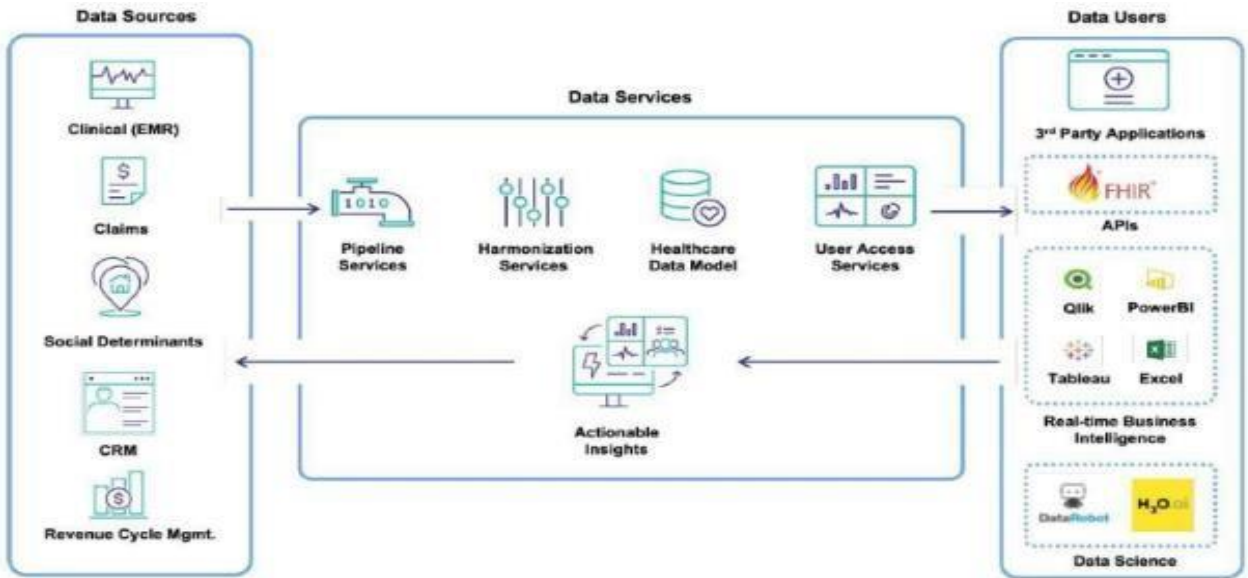 Data Sources
Data Users
Data Services
Clinical (EMR)
$
Claims
Social Determinants
CRM
$
Revenue Cycle Mgmt.
1010
Pipeline
Services
Harmonization
Services
Healthcare
Data Model
User Access
Services
Actionable
Insights
3rd Party Applications
FHIR
APIs
Qlik
PowerBI
Tableau
Excel
Real-time Business
Intelligence
DataRobot
H2O.ai
Data Science